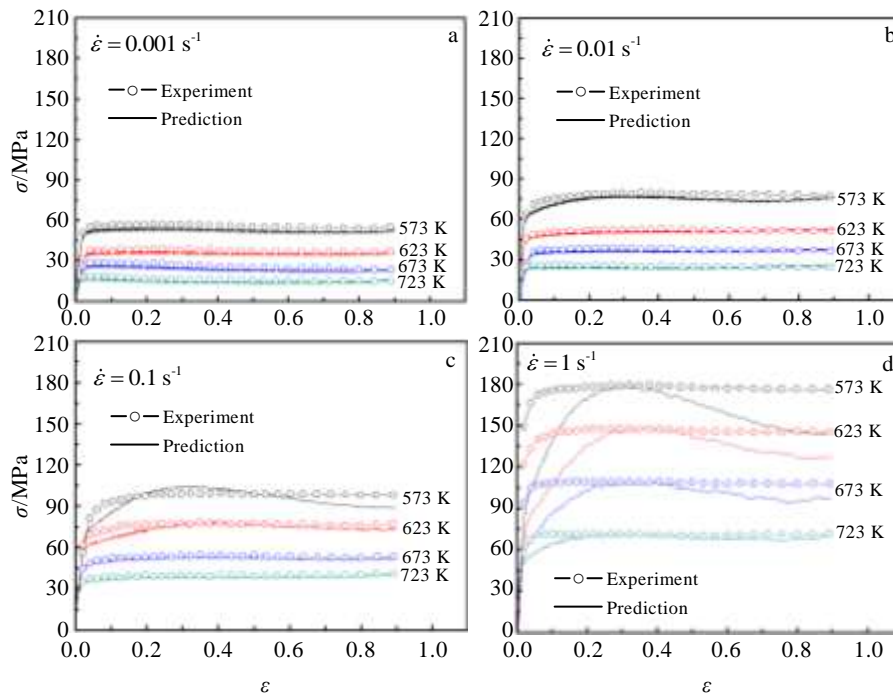 210
180
150
120
90
60
30
0
σ/MPa
ε̇ = 0.001 s⁻¹
a
Experiment
Prediction
573 K
623 K
673 K
723 K
0.0 0.2 0.4 0.6 0.8 1.0
210
180
150
120
90
60
30
0
ε̇ = 0.01 s⁻¹
b
Experiment
Prediction
573 K
623 K
673 K
723 K
0.0 0.2 0.4 0.6 0.8 1.0
210
180
150
120
90
60
30
0
σ/MPa
ε̇ = 0.1 s⁻¹
c
Experiment
Prediction
573 K
623 K
673 K
723 K
0.0 0.2 0.4 0.6 0.8 1.0
ε
210
180
150
120
90
60
30
0
ε̇ = 1 s⁻¹
d
573 K
623 K
673 K
723 K
Experiment
Prediction
0.0 0.2 0.4 0.6 0.8 1.0
ε